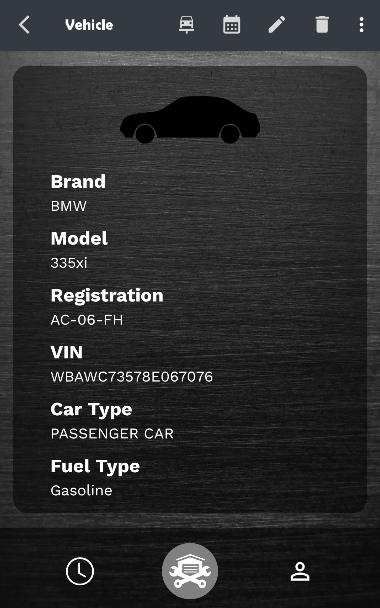 Vehicle
Brand
BMW
Model
335xi
Registration
AC-06-FH
VIN
WBAWC73578E067076
Car Type
PASSENGER CAR
Fuel Type
Gasoline